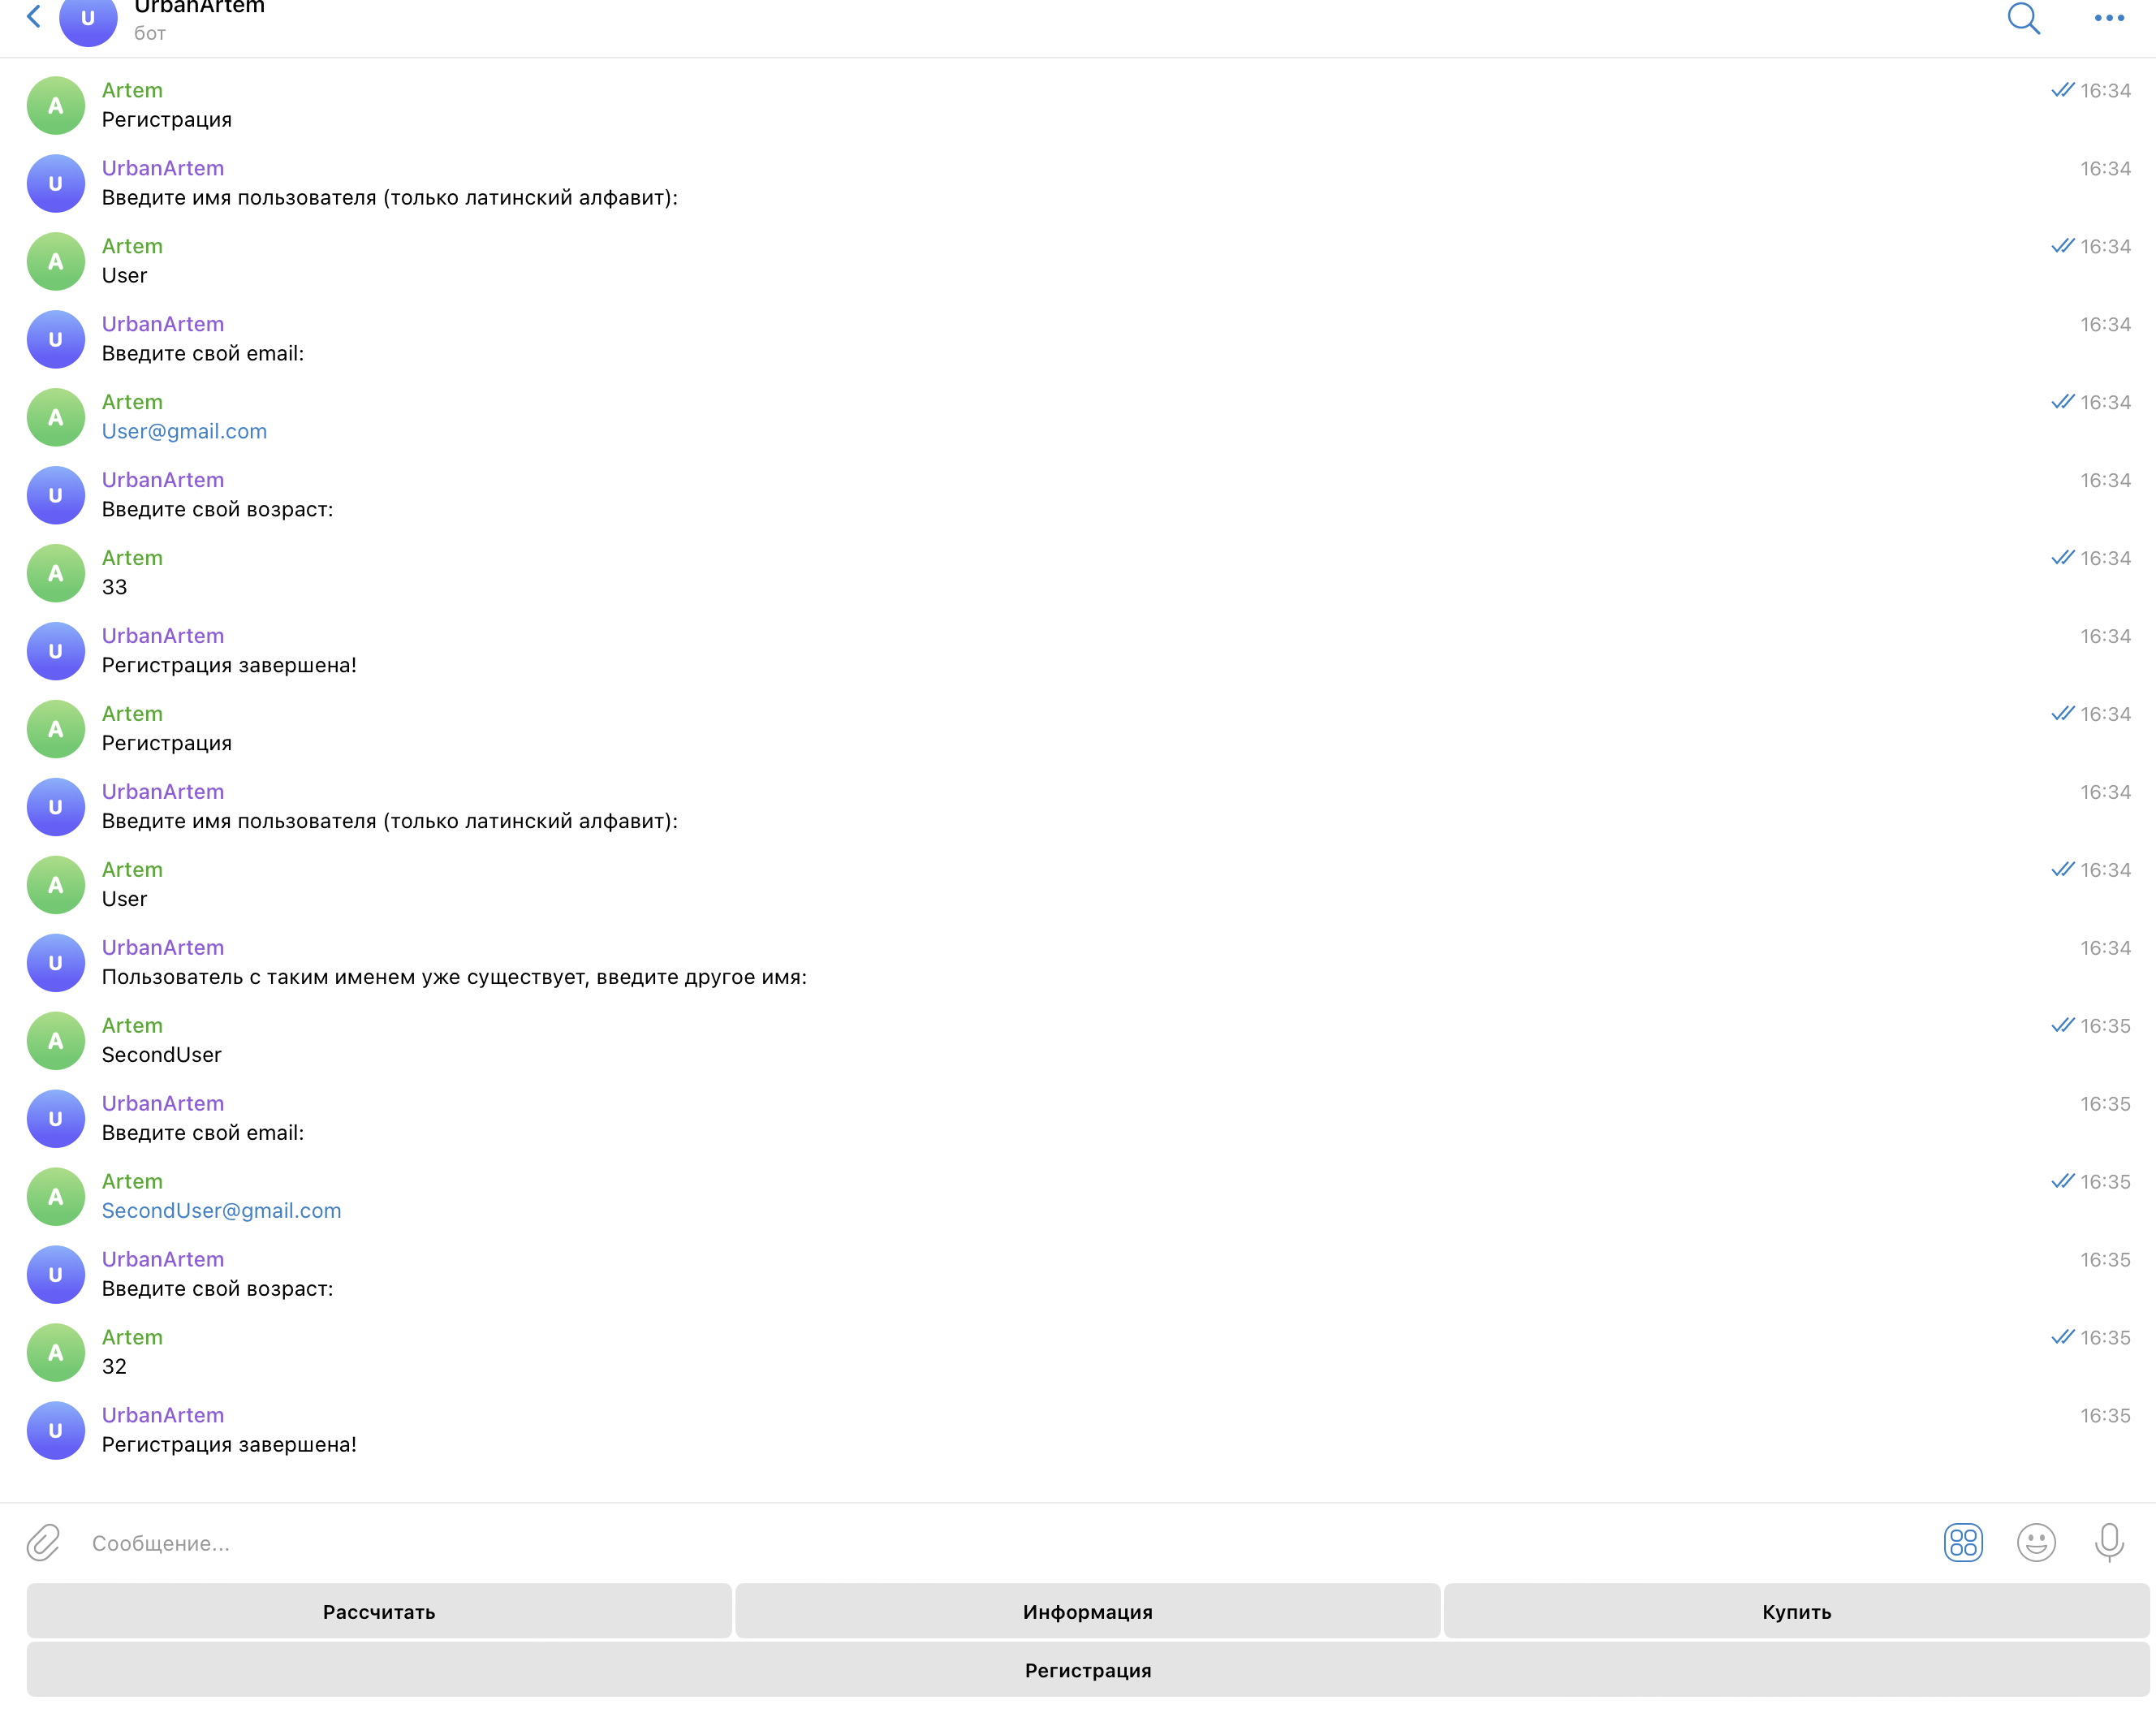 U
UrbanArtem
бот
A
Artem
16:34
Регистрация
U
UrbanArtem
16:34
Введите имя пользователя (только латинский алфавит):
A
Artem
16:34
User
U
UrbanArtem
16:34
Введите свой email:
A
Artem
16:34
User@gmail.com
U
UrbanArtem
16:34
Введите свой возраст:
A
Artem
16:34
33
U
UrbanArtem
16:34
Регистрация завершена!
A
Artem
16:34
Регистрация
U
UrbanArtem
16:34
Введите имя пользователя (только латинский алфавит):
A
Artem
16:34
User
U
UrbanArtem
16:34
Пользователь с таким именем уже существует, введите другое имя:
A
Artem
16:35
SecondUser
U
UrbanArtem
16:35
Введите свой email:
A
Artem
16:35
SecondUser@gmail.com
U
UrbanArtem
16:35
Введите свой возраст:
A
Artem
16:35
32
U
UrbanArtem
16:35
Регистрация завершена!
Сообщение...
Рассчитать
Информация
Купить
Регистрация